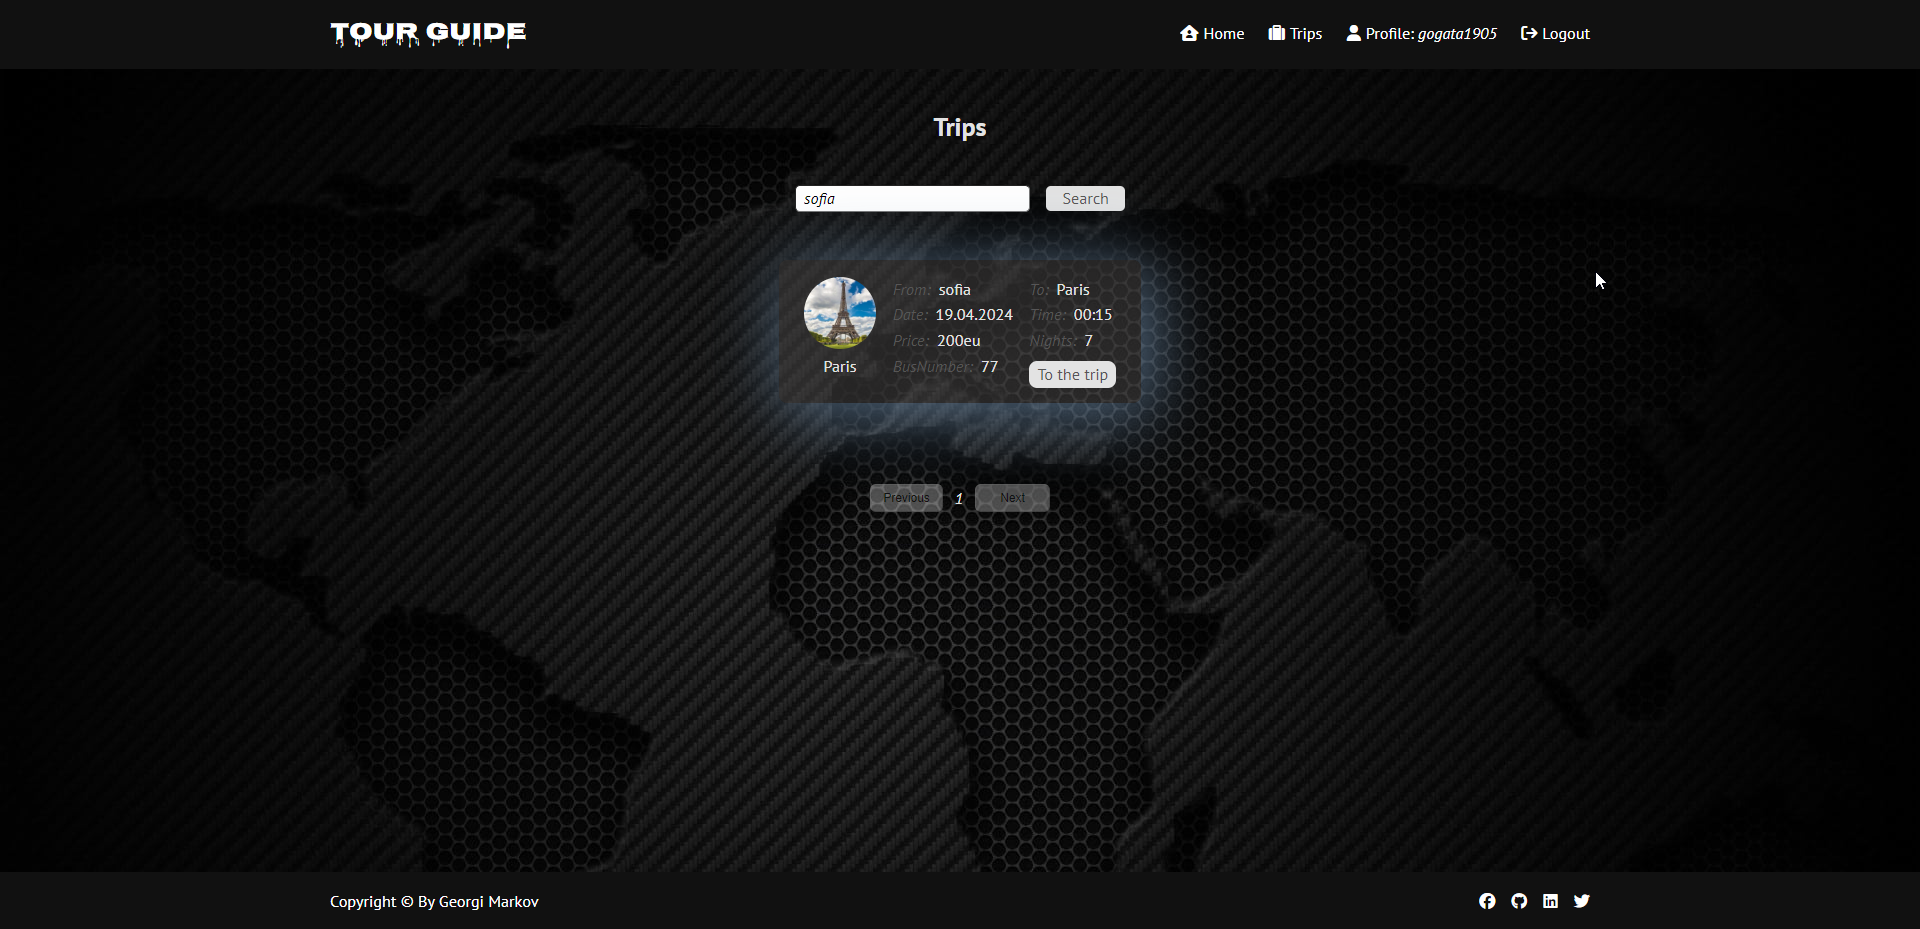 TOUR GUIDE
Home Trips Profile: gogata1905 Logout
Trips
sofia Search
From: sofia To: Paris
Date: 19.04.2024 Time: 00:15
Price: 200eu Nights: 7
Paris BusNumber: 77
To the trip
Previous 1 Next
Copyright © By Georgi Markov